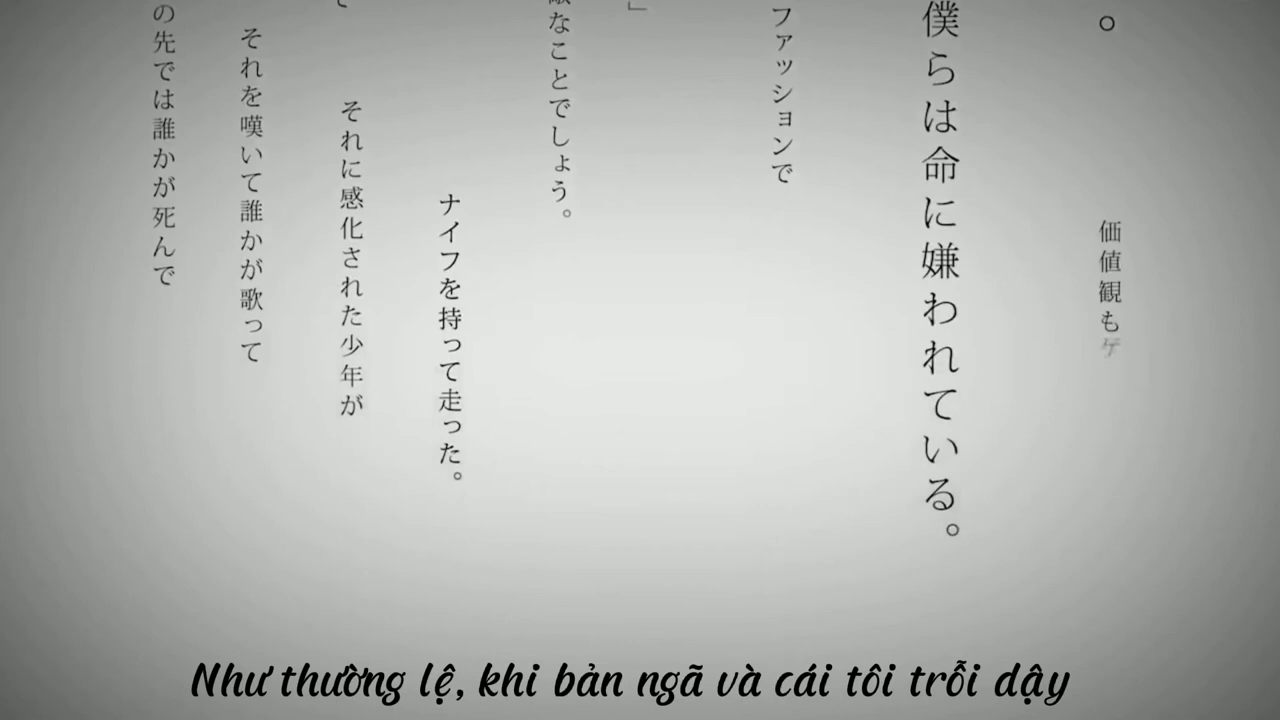 。
価値観も
僕らは命に嫌われている。
ファッションで
」
なことでしょう。
ナイフを持って走った。
それに感化された少年が
それを嘆いて誰かが歌って
の先では誰かが死んで
Như thường lệ, khi bản ngã và cái tôi trỗi dậy